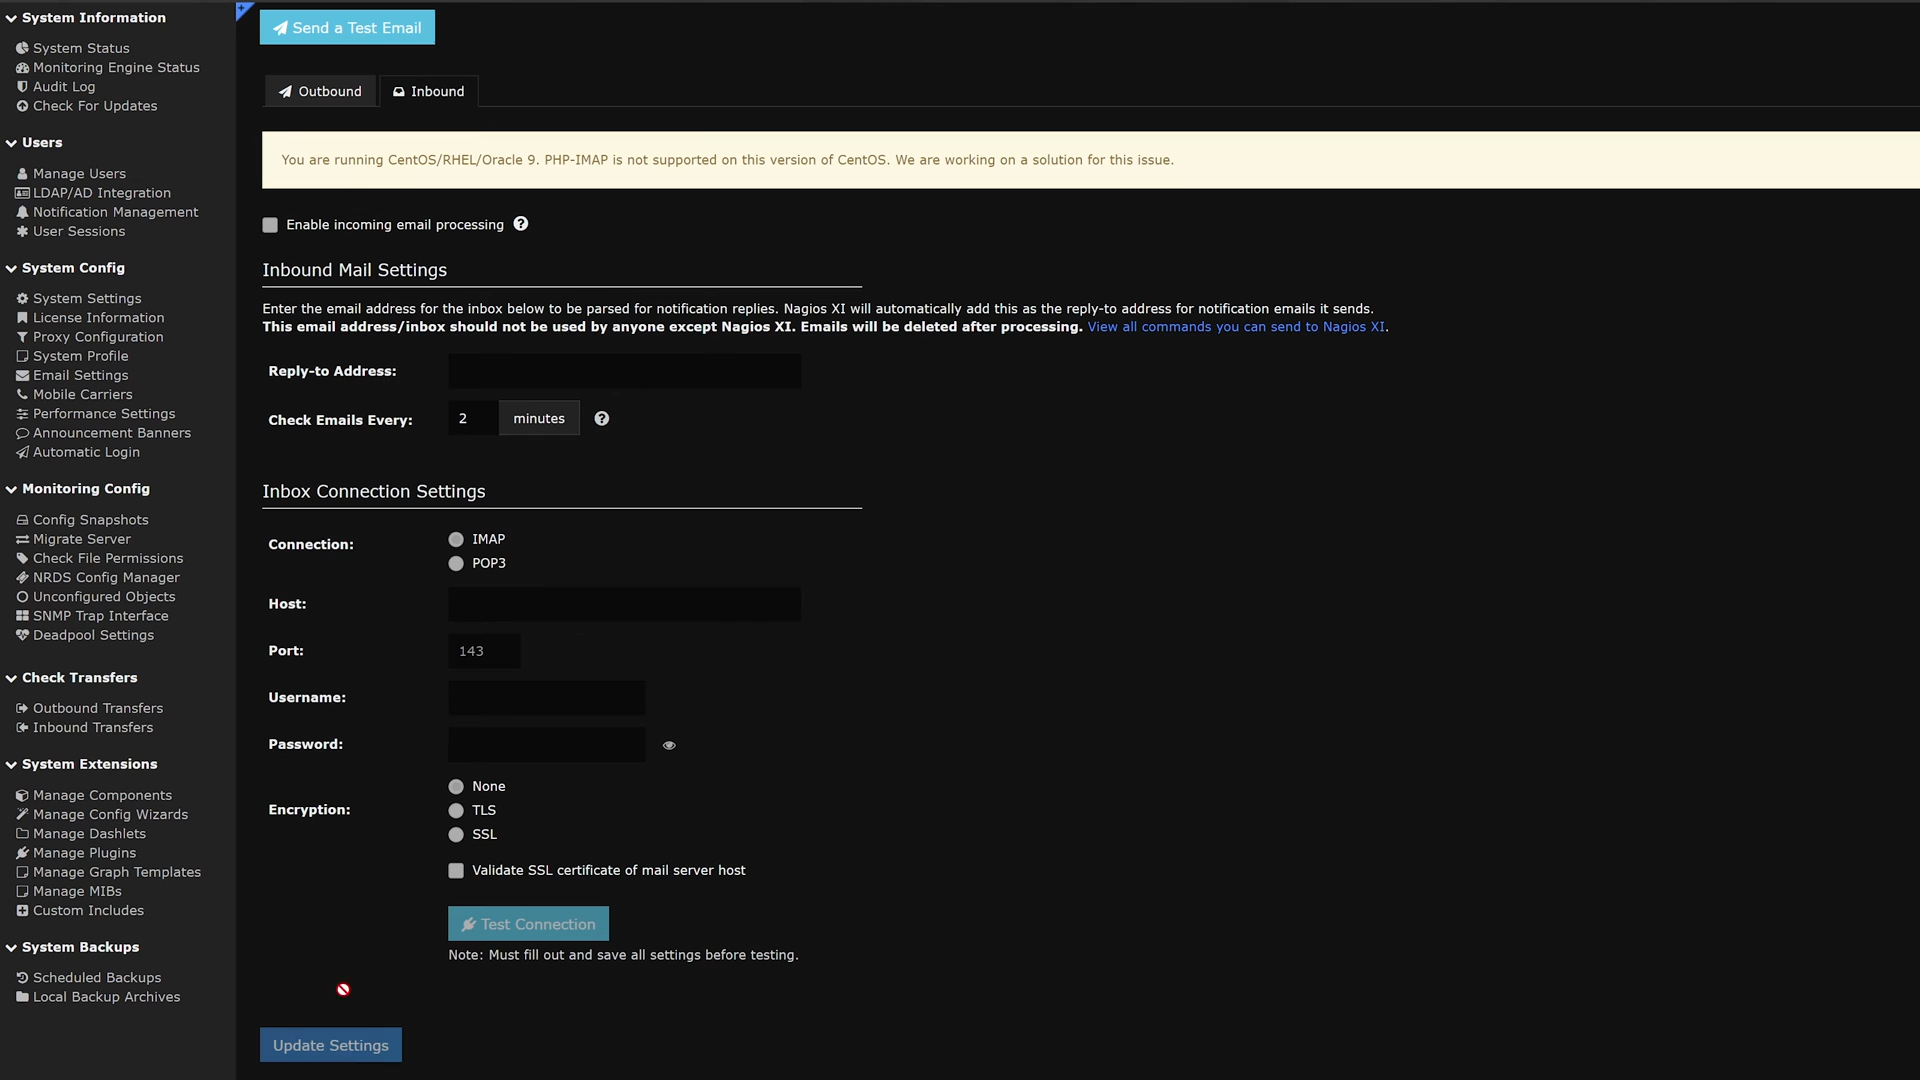 System Information
System Status
Monitoring Engine Status
Audit Log
Check For Updates
Users
Manage Users
LDAP/AD Integration
Notification Management
User Sessions
System Config
System Settings
License Information
Proxy Configuration
System Profile
Email Settings
Mobile Carriers
Performance Settings
Announcement Banners
Automatic Login
Monitoring Config
Config Snapshots
Migrate Server
Check File Permissions
NRDS Config Manager
Unconfigured Objects
SNMP Trap Interface
Deadpool Settings
Check Transfers
Outbound Transfers
Inbound Transfers
System Extensions
Manage Components
Manage Config Wizards
Manage Dashlets
Manage Plugins
Manage Graph Templates
Manage MIBs
Custom Includes
System Backups
Scheduled Backups
Local Backup Archives
Send a Test Email
Outbound Inbound
You are running CentOS/RHEL/Oracle 9. PHP-IMAP is not supported on this version of CentOS. We are working on a solution for this issue.
Enable incoming email processing
Inbound Mail Settings
Enter the email address for the inbox below to be parsed for notification replies. Nagios XI will automatically add this as the reply-to address for notification emails it sends.
This email address/inbox should not be used by anyone except Nagios XI. Emails will be deleted after processing. View all commands you can send to Nagios XI.
Reply-to Address:
Check Emails Every: 2 minutes
Inbox Connection Settings
Connection: IMAP
POP3
Host:
Port: 143
Username:
Password:
None
Encryption: TLS
SSL
Validate SSL certificate of mail server host
Test Connection
Note: Must fill out and save all settings before testing.
Update Settings